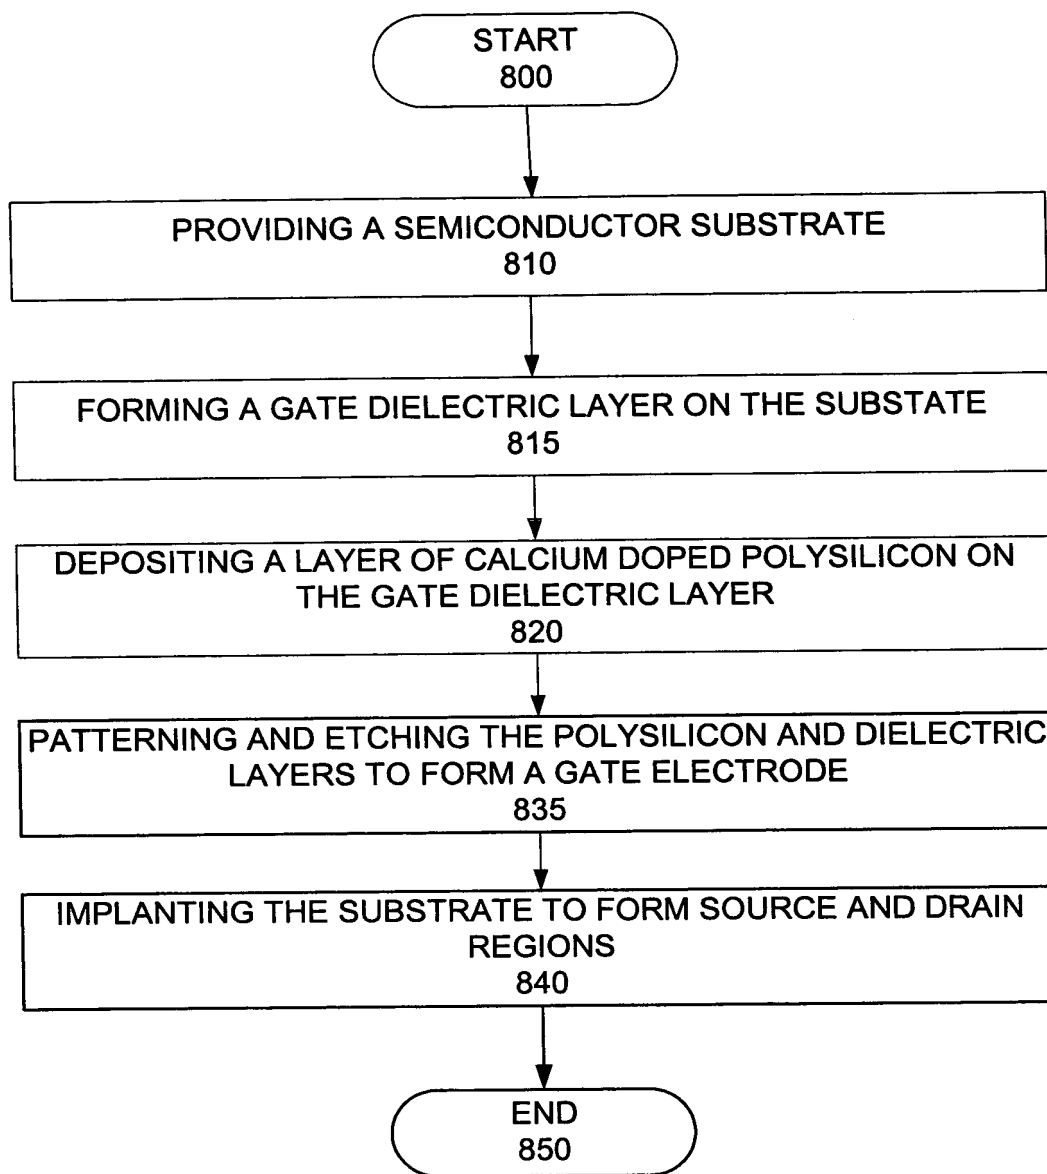 START
800
PROVIDING A SEMICONDUCTOR SUBSTRATE
810
FORMING A GATE DIELECTRIC LAYER ON THE SUBSTATE
815
DEPOSITING A LAYER OF CALCIUM DOPED POLYSILICON ON
THE GATE DIELECTRIC LAYER
820
PATTERNING AND ETCHING THE POLYSILICON AND DIELECTRIC
LAYERS TO FORM A GATE ELECTRODE
835
IMPLANTING THE SUBSTRATE TO FORM SOURCE AND DRAIN
REGIONS
840
END
850